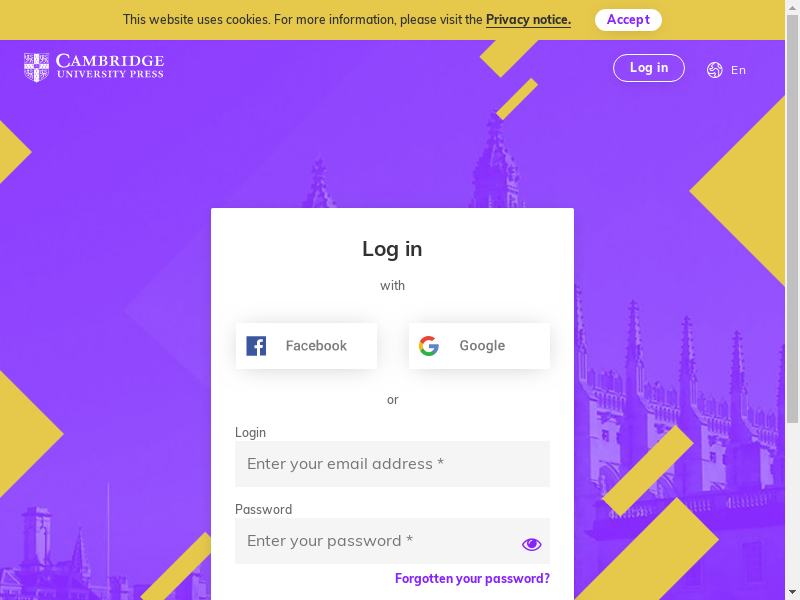 This website uses cookies. For more information, please visit the Privacy notice. Accept
CAMBRIDGE
UNIVERSITY PRESS
Log in
En
Log in
with
Facebook
Google
or
Login
Enter your email address *
Password
Enter your password *
Forgotten your password?